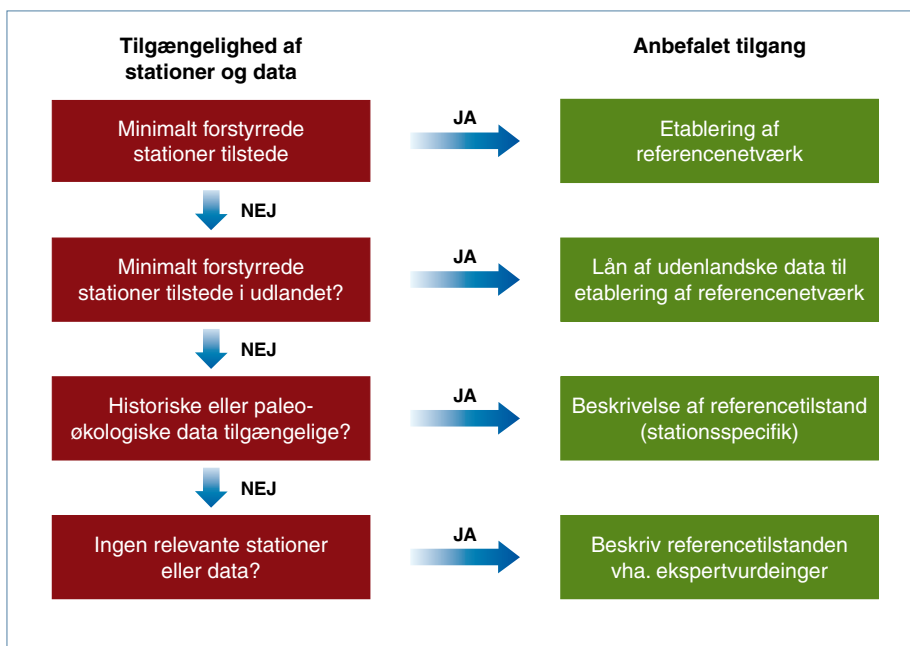 Tilgængelighed af
stationer og data
Anbefalet tilgang
Minimalt forstyrrede
stationer tilstede
JA
Etablering af
referencenetværk
NEJ
Minimalt forstyrrede
stationer tilstede i udlandet?
JA
Lån af udenlandske data til
etablering af referencenetværk
NEJ
Historiske eller paleo-
økologiske data tilgængelige?
JA
Beskrivelse af referencetilstand
(stationsspecifik)
NEJ
Ingen relevante stationer
eller data?
JA
Beskriv referencetilstanden
vha. ekspertvurdeinger